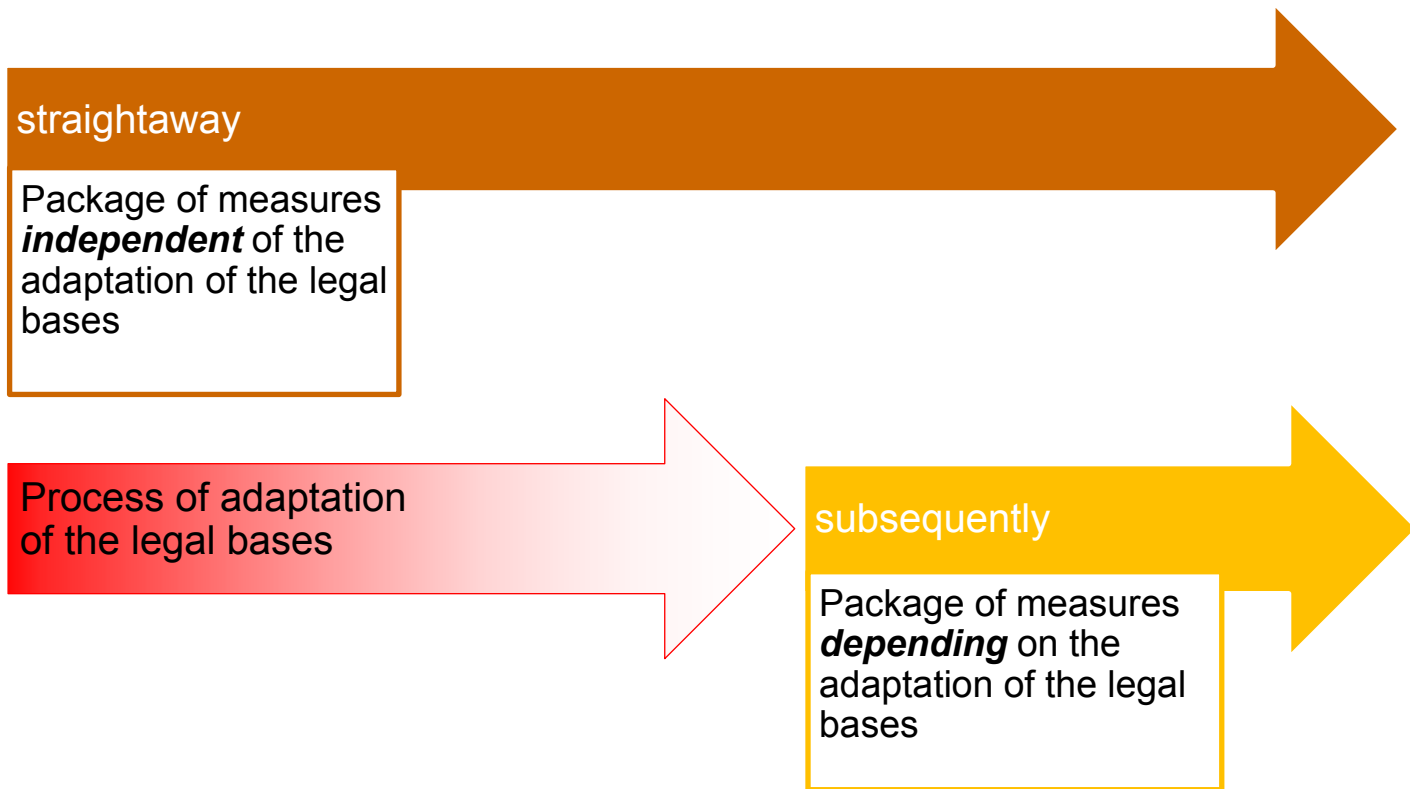 straightaway
Package of measures
independent of the
adaptation of the legal
bases
Process of adaptation
of the legal bases
subsequently
Package of measures
depending on the
adaptation of the legal
bases